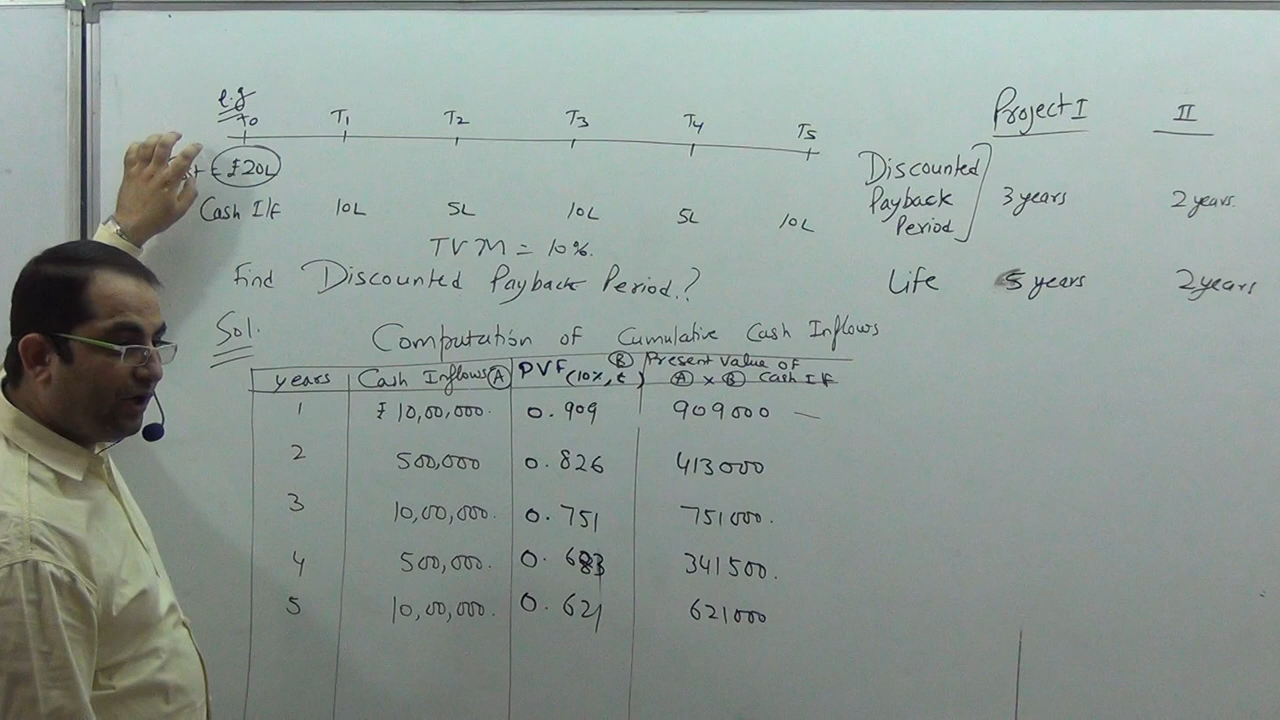 e.g
T0 T1 T2 T3 T4 T5
₹20L
Cash I/F 10L 5L 10L 5L 10L
TVM = 10%.
Find Discounted Payback Period.?
Project I II
Discounted
Payback 3 years 2 years.
Period
Life 5 years 2 years
Sol.
Computation of Cumulative Cash Inflows
years Cash Inflows (A) PVF(10%, t) (B) Present Value of
(A) x (B) Cash I/F
1 ₹ 10,00,000. 0.909 909000 —
2 500,000 0.826 413000
3 10,00,000. 0.751 751000.
4 500,000. 0.683 341500.
5 10,00,000. 0.621 621000